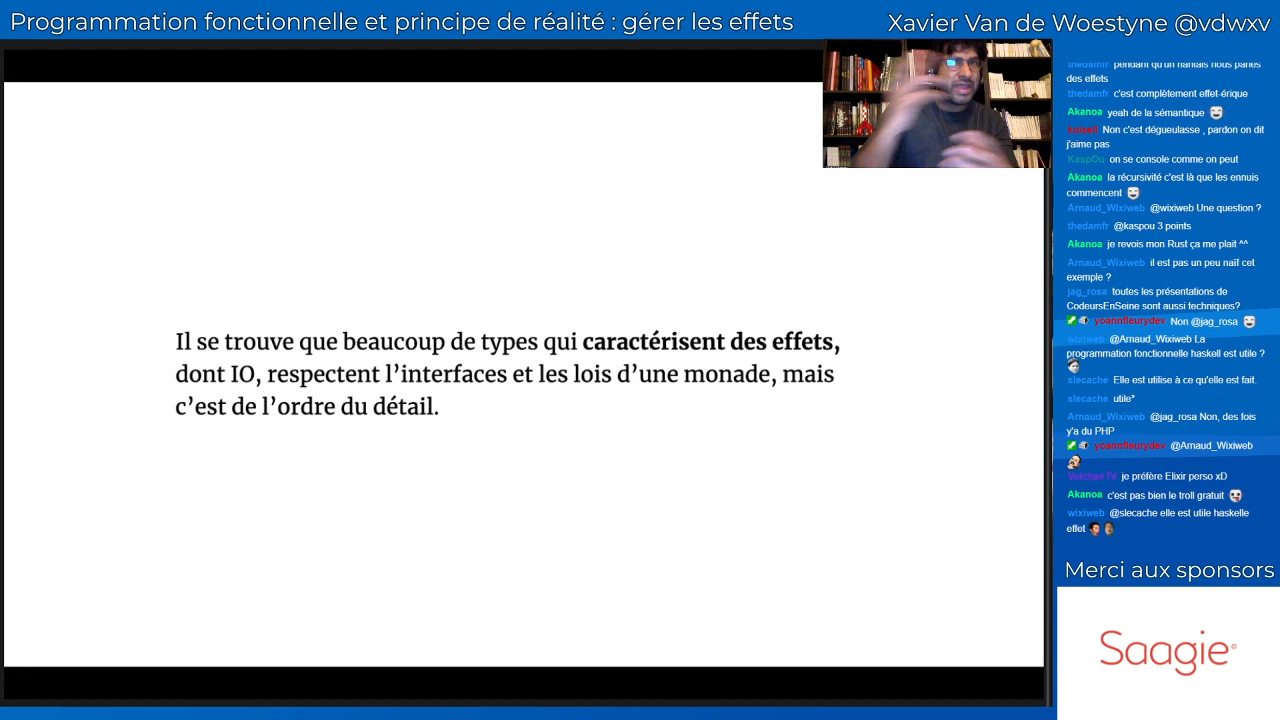 Programmation fonctionnelle et principe de réalité : gérer les effets
Xavier Van de Woestyne @vdwxv
Il se trouve que beaucoup de types qui caractérisent des effets,
dont IO, respectent l’interfaces et les lois d’une monade, mais
c’est de l’ordre du détail.
thedamfr pendant qu'un nantais nous parles
des effets
thedamfr c'est complètement effet-érique
Akanoa yeah de la sémantique
Non c'est dégueulasse , pardon on dit
j'aime pas
KaspOu on se console comme on peut
Akanoa la récursivité c'est là que les ennuis
commencent
Arnaud_Wixiweb @wixiweb Une question ?
thedamfr @kaspou 3 points
Akanoa je revois mon Rust ça me plait ^^
Arnaud_Wixiweb il est pas un peu naïf cet
exemple ?
jag_rosa toutes les présentations de
CodeursEnSeine sont aussi techniques?
yoannfleurydev Non @jag_rosa
wixiweb @Arnaud_Wixiweb La
programmation fonctionnelle haskell est utile ?
slecache Elle est utilise à ce qu'elle est fait.
slecache utile*
Arnaud_Wixiweb @jag_rosa Non, des fois
y'a du PHP
yoannfleurydev @Arnaud_Wixiweb
je préfère Elixir perso xD
Akanoa c'est pas bien le troll gratuit
wixiweb @slecache elle est utile haskelle
effet
Merci aux sponsors
Saagie